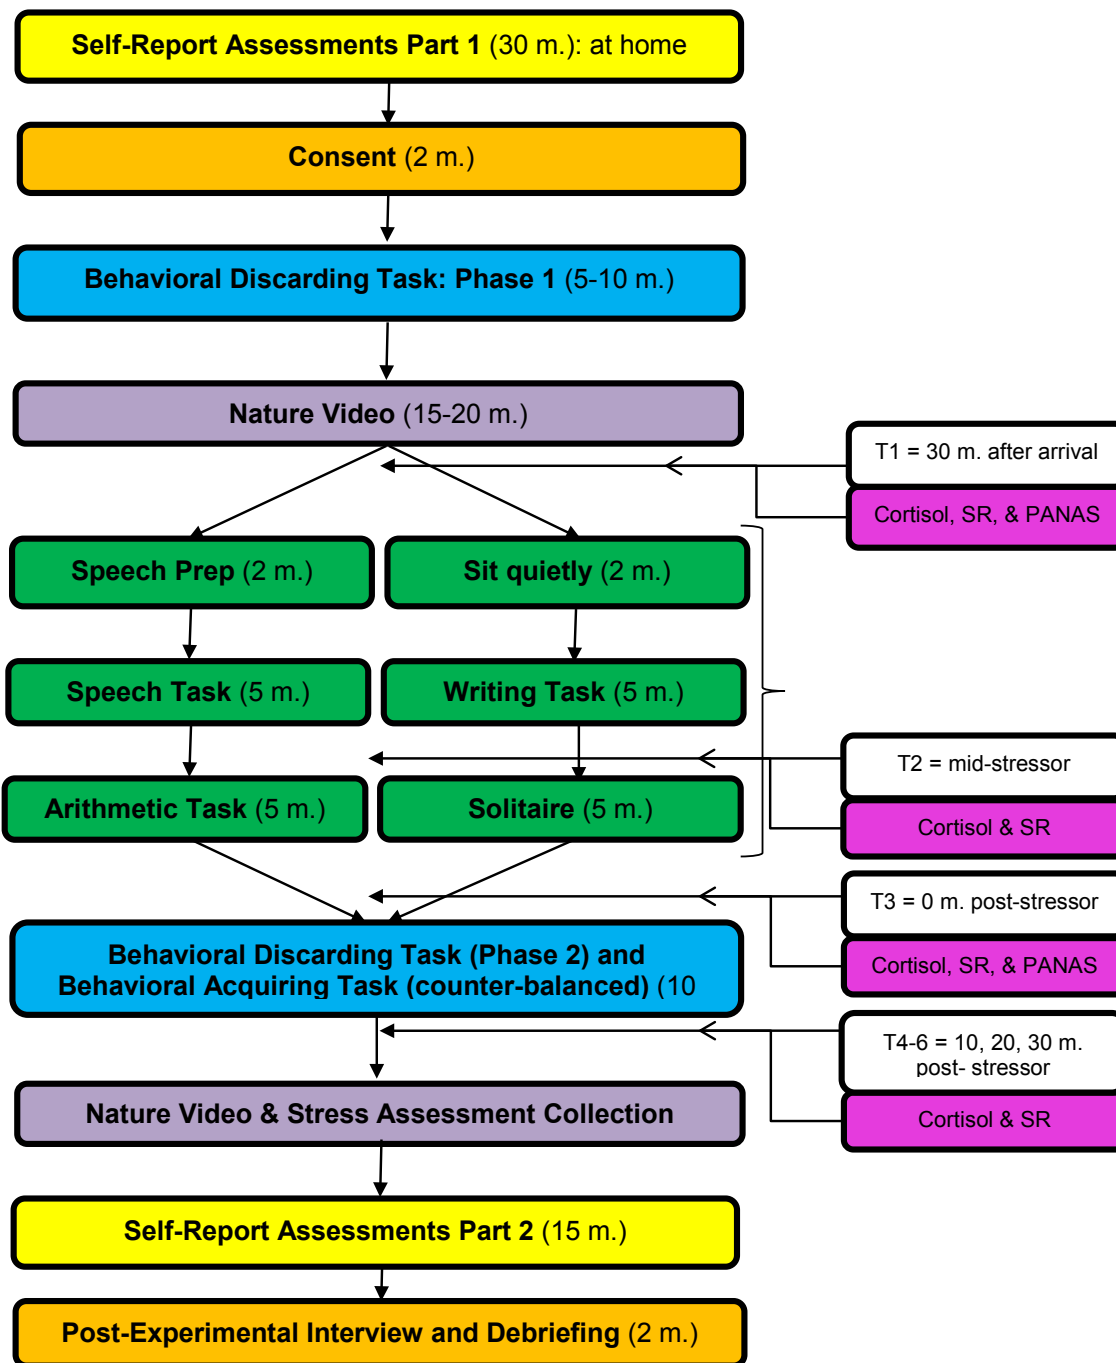 Self-Report Assessments Part 1 (30 m.): at home
Consent (2 m.)
Behavioral Discarding Task: Phase 1 (5-10 m.)
Nature Video (15-20 m.)
T1 = 30 m. after arrival
Cortisol, SR, & PANAS
Speech Prep (2 m.)
Sit quietly (2 m.)
Speech Task (5 m.)
Writing Task (5 m.)
T2 = mid-stressor
Cortisol & SR
Arithmetic Task (5 m.)
Solitaire (5 m.)
T3 = 0 m. post-stressor
Cortisol, SR, & PANAS
Behavioral Discarding Task (Phase 2) and
Behavioral Acquiring Task (counter-balanced) (10
T4-6 = 10, 20, 30 m.
post- stressor
Cortisol & SR
Nature Video & Stress Assessment Collection
Self-Report Assessments Part 2 (15 m.)
Post-Experimental Interview and Debriefing (2 m.)